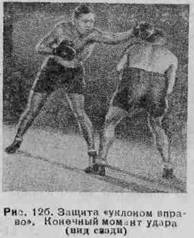 Рис. 126. Защита «уклоном впра-
во». Конечный момент удара
(вид сзади)